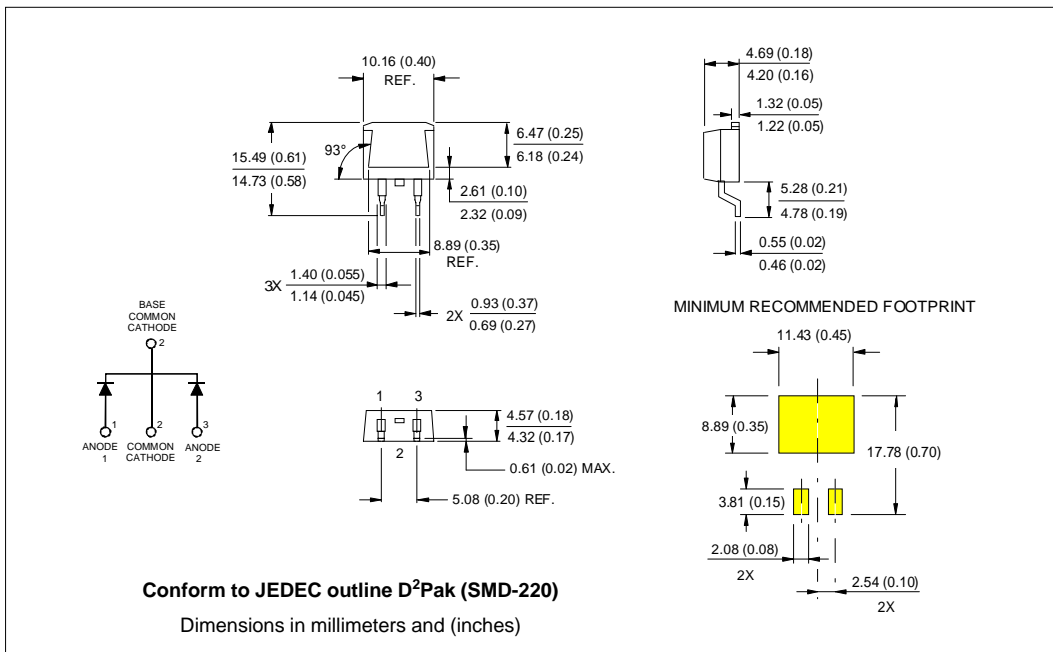 10.16 (0.40)
REF.
15.49 (0.61)
14.73 (0.58)
93°
6.47 (0.25)
6.18 (0.24)
2.61 (0.10)
2.32 (0.09)
8.89 (0.35)
REF.
3X
1.40 (0.055)
1.14 (0.045)
2X
0.93 (0.37)
0.69 (0.27)
4.69 (0.18)
4.20 (0.16)
1.32 (0.05)
1.22 (0.05)
5.28 (0.21)
4.78 (0.19)
0.55 (0.02)
0.46 (0.02)
BASE
COMMON
CATHODE
2
1
2
3
ANODE
1
COMMON
CATHODE
ANODE
2
1 3
2
4.57 (0.18)
4.32 (0.17)
0.61 (0.02) MAX.
5.08 (0.20) REF.
MINIMUM RECOMMENDED FOOTPRINT
11.43 (0.45)
8.89 (0.35)
17.78 (0.70)
3.81 (0.15)
2.08 (0.08)
2X
2.54 (0.10)
2X
Conform to JEDEC outline D²Pak (SMD-220)
Dimensions in millimeters and (inches)